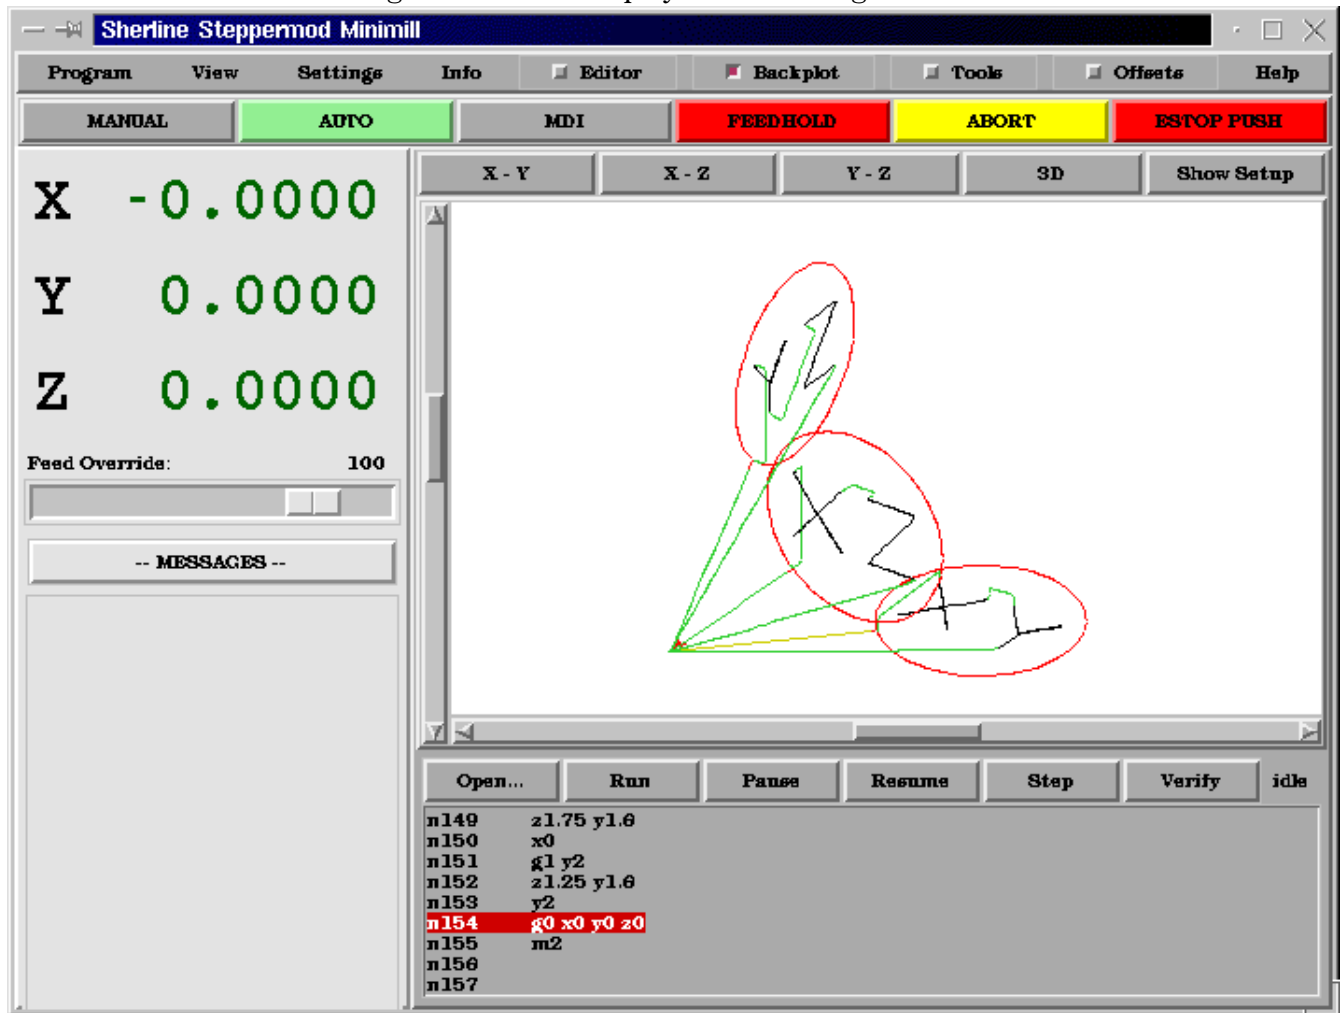 Sherline Steppermod Minimill
Program View Settings Info Editor Backplot Tools Offsets Help
MANUAL AUTO MDI FEEDHOLD ABORT ESTOP PUSH
X - Y X - Z Y - Z 3D Show Setup
X -0.0000
Y 0.0000
Z 0.0000
Feed Override: 100
-- MESSAGES --
YZ
XZ
XY
Open... Run Pause Resume Step Verify idle
n149 z1.75 y1.6
n150 x0
n151 g1 y2
n152 z1.25 y1.6
n153 y2
n154 g0 x0 y0 z0
n155 m2
n156
n157